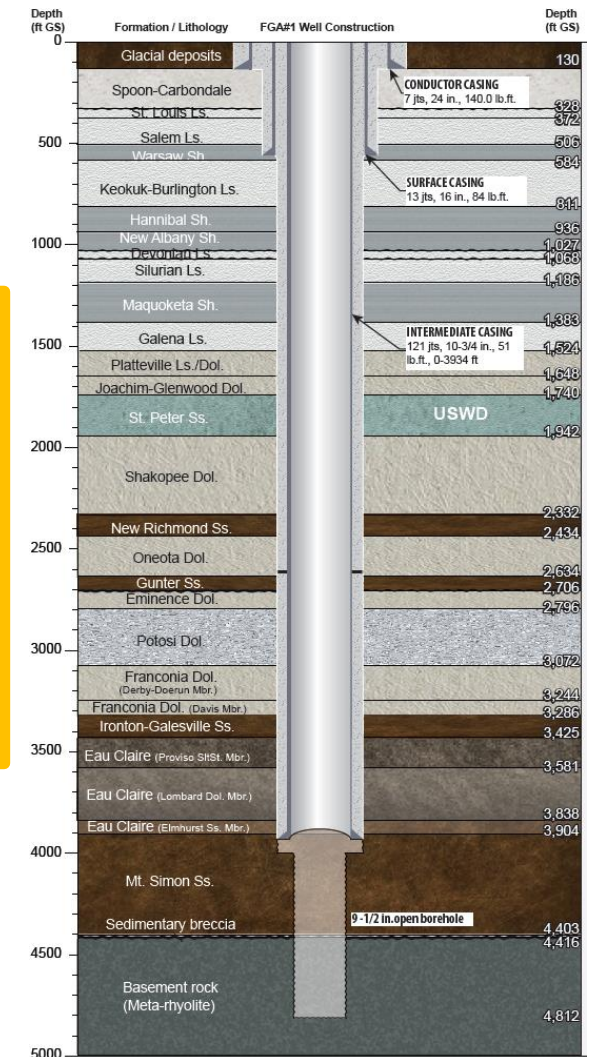 Depth
(ft GS)
Formation / Lithology
FGA#1 Well Construction
Depth
(ft GS)
0
Glacial deposits
130
CONDUCTOR CASING
7 jts, 24 in., 140.0 lb.ft.
Spoon-Carbondale
328
St. Louis Ls.
372
500
Salem Ls.
506
Warsaw Sh.
584
SURFACE CASING
13 jts, 16 in., 84 lb.ft.
Keokuk-Burlington Ls.
811
Hannibal Sh.
936
1000
New Albany Sh.
1,027
Devonian Ls.
1,068
Silurian Ls.
1,186
Maquoketa Sh.
1,383
INTERMEDIATE CASING
121 jts, 10-3/4 in., 51
lb.ft., 0-3934 ft
Galena Ls.
1500
1,524
Platteville Ls./Dol.
1,648
Joachim-Glenwood Dol.
1,740
St. Peter Ss.
USWD
1,942
2000
Shakopee Dol.
2,332
New Richmond Ss.
2,434
2500
Oneota Dol.
2,634
Gunter Ss.
2,706
Eminence Dol.
2,796
3000
Potosi Dol.
3,072
Franconia Dol.
(Derby-Doerun Mbr.)
3,244
Franconia Dol. (Davis Mbr.)
3,286
Ironton-Galesville Ss.
3,425
3500
Eau Claire (Proviso SltSt. Mbr.)
3,581
Eau Claire (Lombard Dol. Mbr.)
3,838
Eau Claire (Elmhurst Ss. Mbr.)
3,904
4000
Mt. Simon Ss.
9 -1/2 in.open borehole
Sedimentary breccia
4,403
4,416
4500
Basement rock
(Meta-rhyolite)
4,812
5000